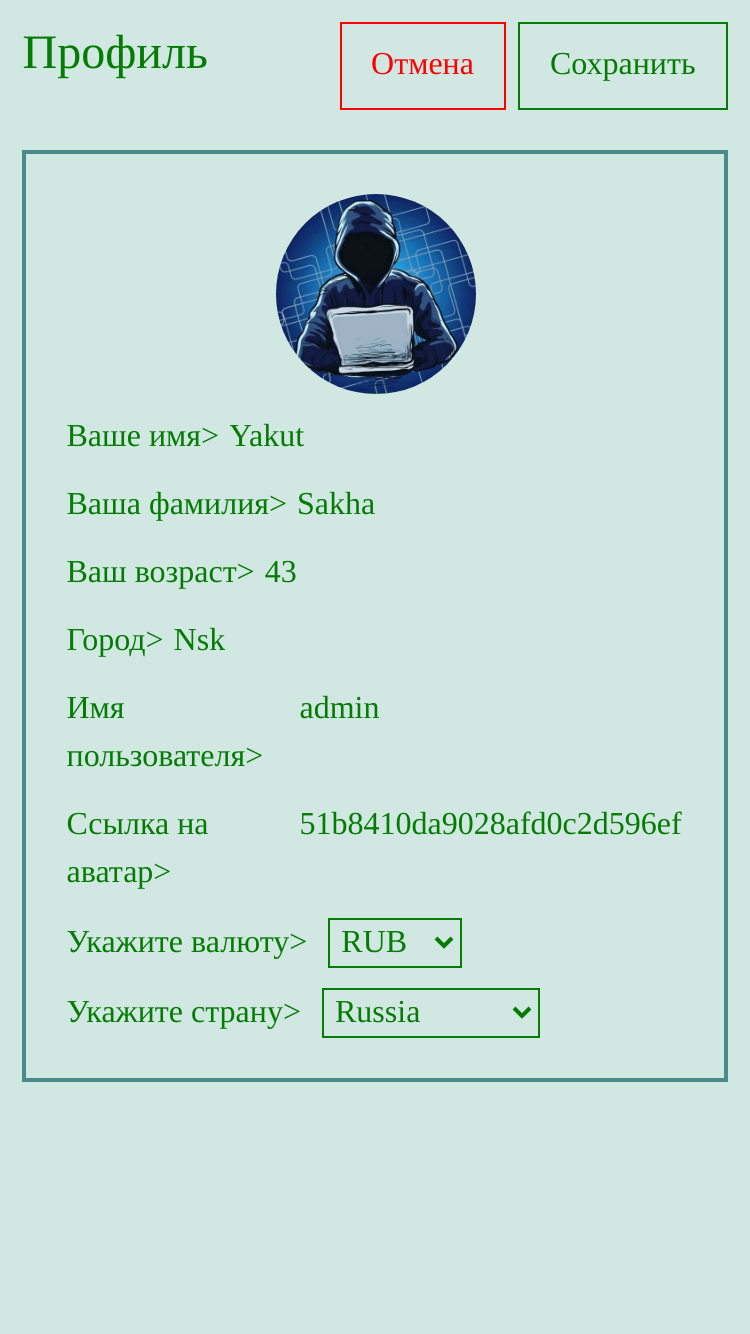 Профиль
Отмена
Сохранить
Ваше имя> Yakut
Ваша фамилия> Sakha
Ваш возраст> 43
Город> Nsk
Имя admin
пользователя>
Ссылка на 51b8410da9028afd0c2d596ef
аватар>
Укажите валюту> RUB
Укажите страну> Russia